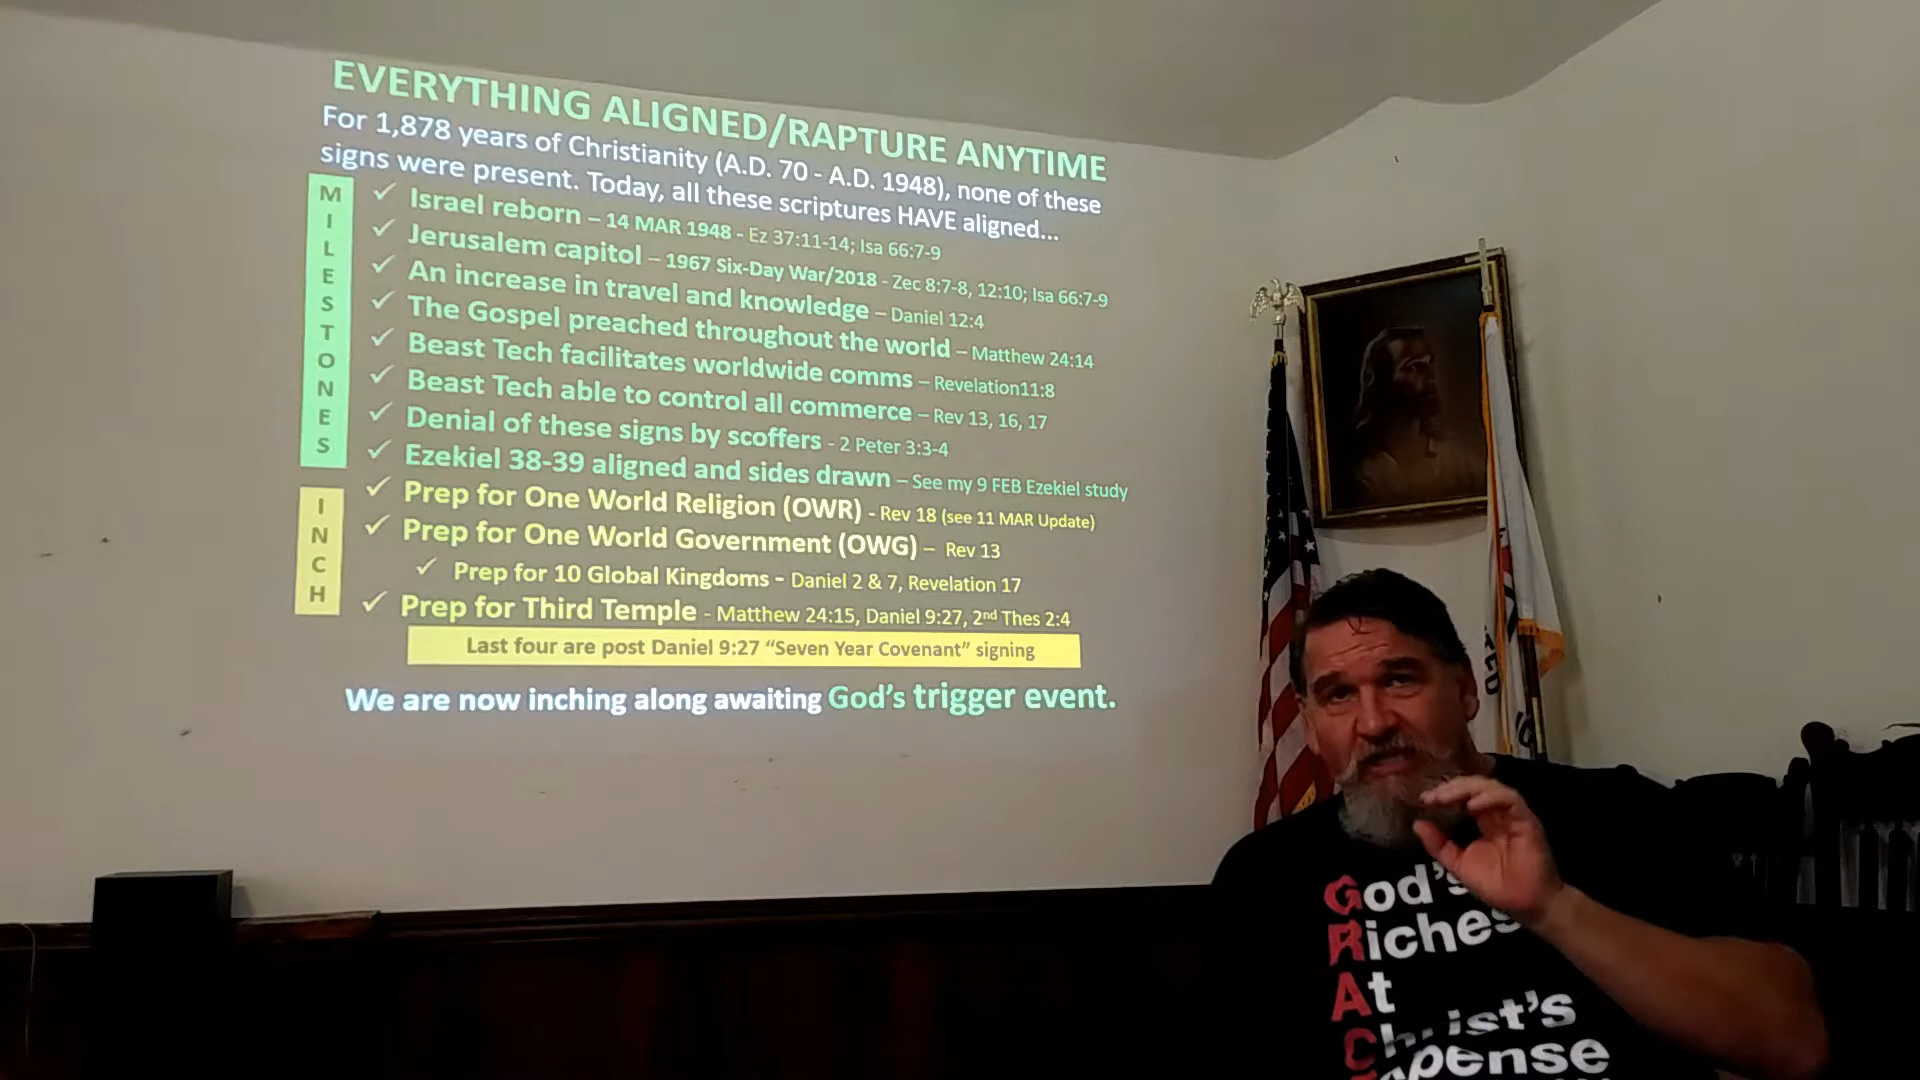 EVERYTHING ALIGNED/RAPTURE ANYTIME
For 1,878 years of Christianity (A.D. 70 - A.D. 1948), none of these
signs were present. Today, all these scriptures HAVE aligned...
MILESTONES
✓ Israel reborn – 14 MAR 1948 - Ez 37:11-14; Isa 66:7-9
✓ Jerusalem capitol – 1967 Six-Day War/2018 - Zec 8:7-8, 12:10; Isa 66:7-9
✓ An increase in travel and knowledge – Daniel 12:4
✓ The Gospel preached throughout the world – Matthew 24:14
✓ Beast Tech facilitates worldwide comms – Revelation11:8
✓ Beast Tech able to control all commerce – Rev 13, 16, 17
✓ Denial of these signs by scoffers - 2 Peter 3:3-4
✓ Ezekiel 38-39 aligned and sides drawn – See my 9 FEB Ezekiel study
INCH
✓ Prep for One World Religion (OWR) - Rev 18 (see 11 MAR Update)
✓ Prep for One World Government (OWG) – Rev 13
✓ Prep for 10 Global Kingdoms - Daniel 2 & 7, Revelation 17
✓ Prep for Third Temple - Matthew 24:15, Daniel 9:27, 2nd Thes 2:4
Last four are post Daniel 9:27 “Seven Year Covenant” signing
We are now inching along awaiting God's trigger event.
God's
Riches
At
Christ's
Expense